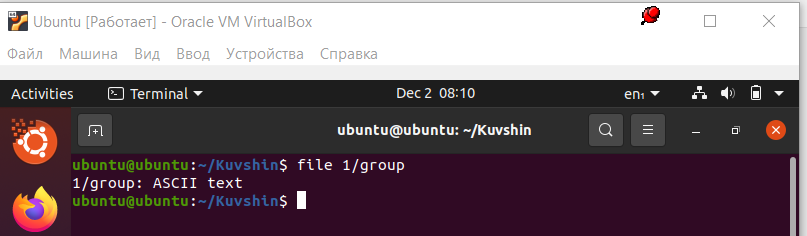 Ubuntu [Работает] - Oracle VM VirtualBox
Файл Машина Вид Ввод Устройства Справка
Activities Terminal Dec 2 08:10 en₁
ubuntu@ubuntu: ~/Kuvshin
ubuntu@ubuntu:~/Kuvshin$ file 1/group
1/group: ASCII text
ubuntu@ubuntu:~/Kuvshin$